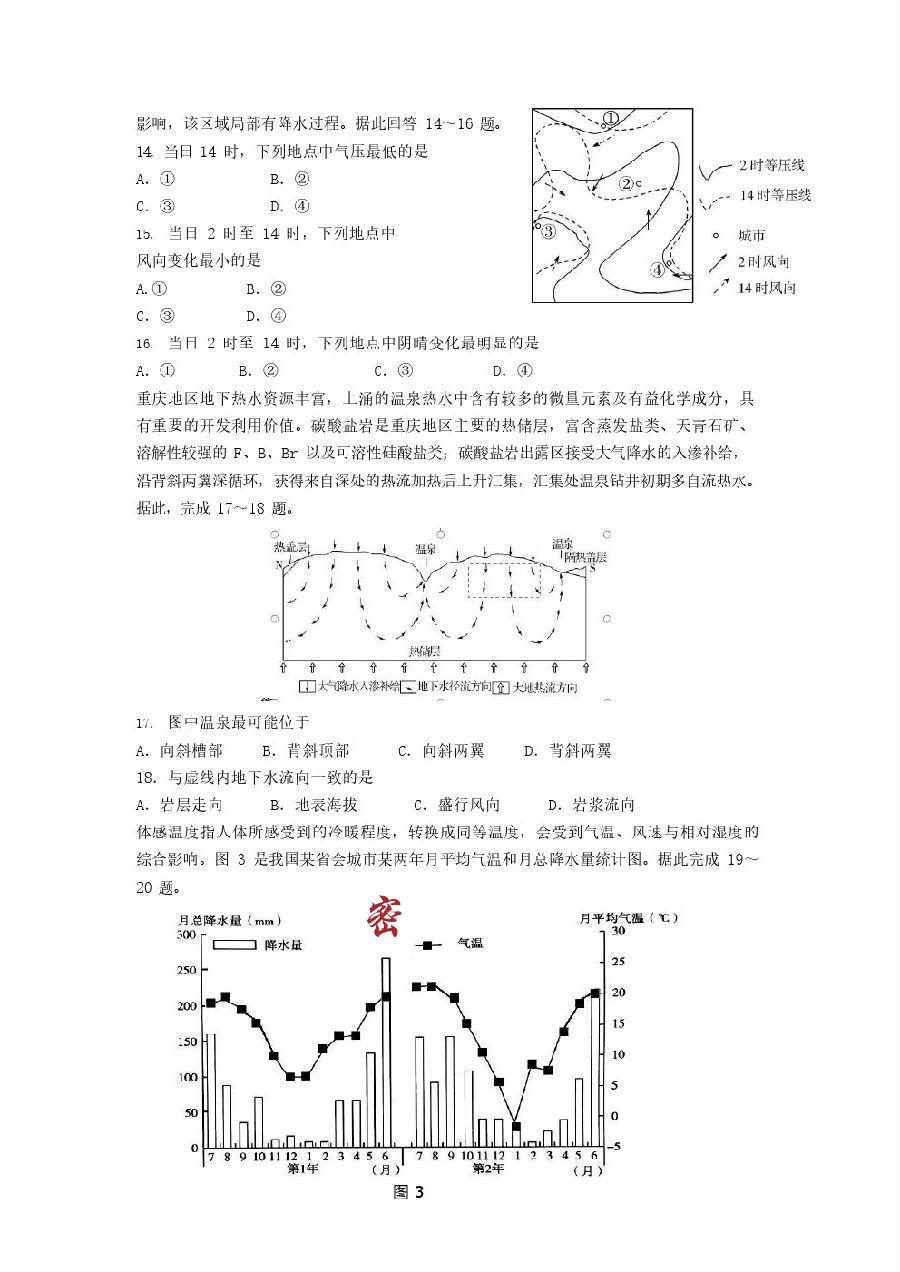 影响，该区域局部有降水过程。据此回答 14～16 题。
14. 当日 14 时，下列地点中气压最低的是
A. ① B. ②
C. ③ D. ④
15. 当日 2 时至 14 时，下列地点中
风向变化最小的是
A.① B. ②
C. ③ D. ④
①
②
③
④
2时等压线
14时等压线
城市
2时风向
14时风向
16. 当日 2 时至 14 时，下列地点中阴晴变化最明显的是
A. ① B. ② C. ③ D. ④
重庆地区地下热水资源丰富，上涌的温泉热水中含有较多的微量元素及有益化学成分，具
有重要的开发利用价值。碳酸盐岩是重庆地区主要的热储层，富含蒸发盐类、天青石矿、
溶解性较强的 F、B、Br 以及可溶性硅酸盐类；碳酸盐岩出露区接受大气降水的入渗补给，
沿背斜两冀深循环，获得来自深处的热流加热后上升汇集，汇集处温泉钻井初期多自流热水。
据此，完成 17～18 题。
热盖层 温泉 温泉
隔热盖层
N S
热储层
大气降水入渗补给 地下水径流方向 大地热流方向
17. 图中温泉最可能位于
A. 向斜槽部 B. 背斜顶部 C. 向斜两翼 D. 背斜两翼
18. 与虚线内地下水流向一致的是
A. 岩层走向 B. 地表海拔 C. 盛行风向 D. 岩浆流向
体感温度指人体所感受到的冷暖程度，转换成同等温度，会受到气温、风速与相对湿度的
综合影响。图 3 是我国某省会城市某两年月平均气温和月总降水量统计图。据此完成 19～
20 题。
密
月总降水量（mm） 月平均气温（℃）
降水量 气温
300 30
250 25
200 20
150 15
100 10
50 5
0 0
-5
7 8 9 10 11 12 1 2 3 4 5 6 7 8 9 10 11 12 1 2 3 4 5 6
第1年 （月） 第2年 （月）
图 3